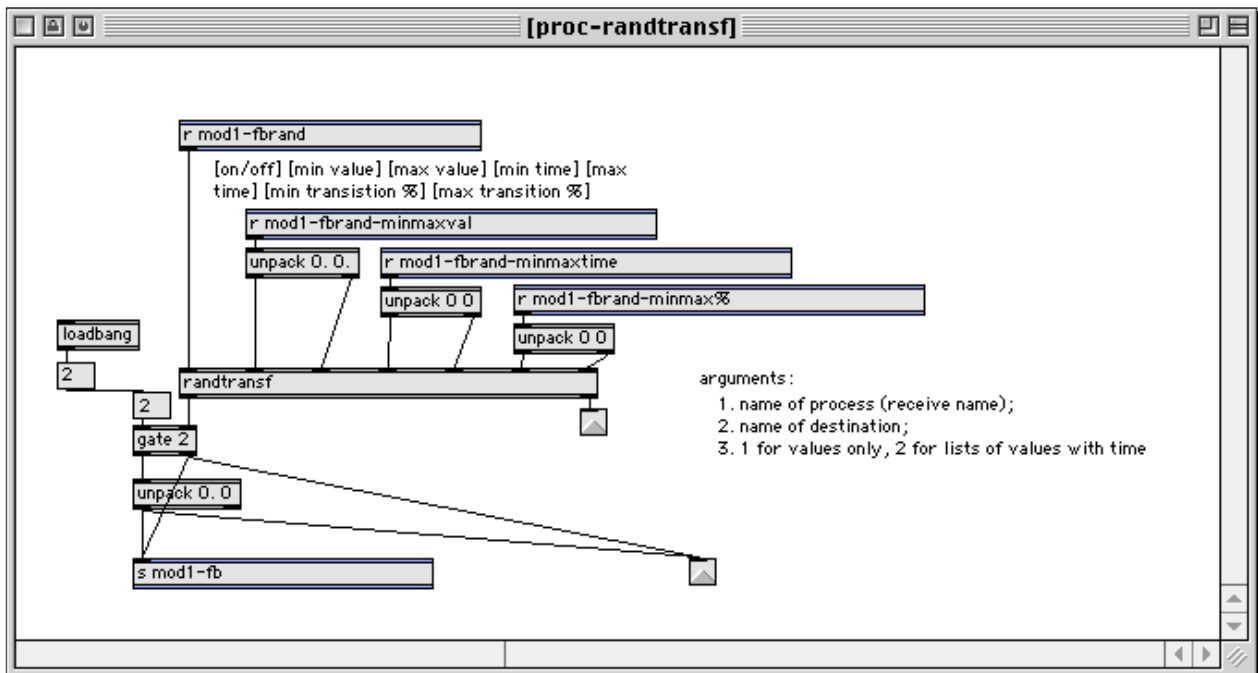 [proc-randtransf]
r mod1-fbrand
[on/off] [min value] [max value] [min time] [max
time] [min transistion %] [max transition %]
r mod1-fbrand-minmaxval
unpack 0. 0.
r mod1-fbrand-minmaxtime
unpack 0 0
r mod1-fbrand-minmax%
unpack 0 0
loadbang
2
randtransf
2
gate 2
unpack 0. 0
s mod1-fb
arguments:
1. name of process (receive name);
2. name of destination;
3. 1 for values only, 2 for lists of values with time